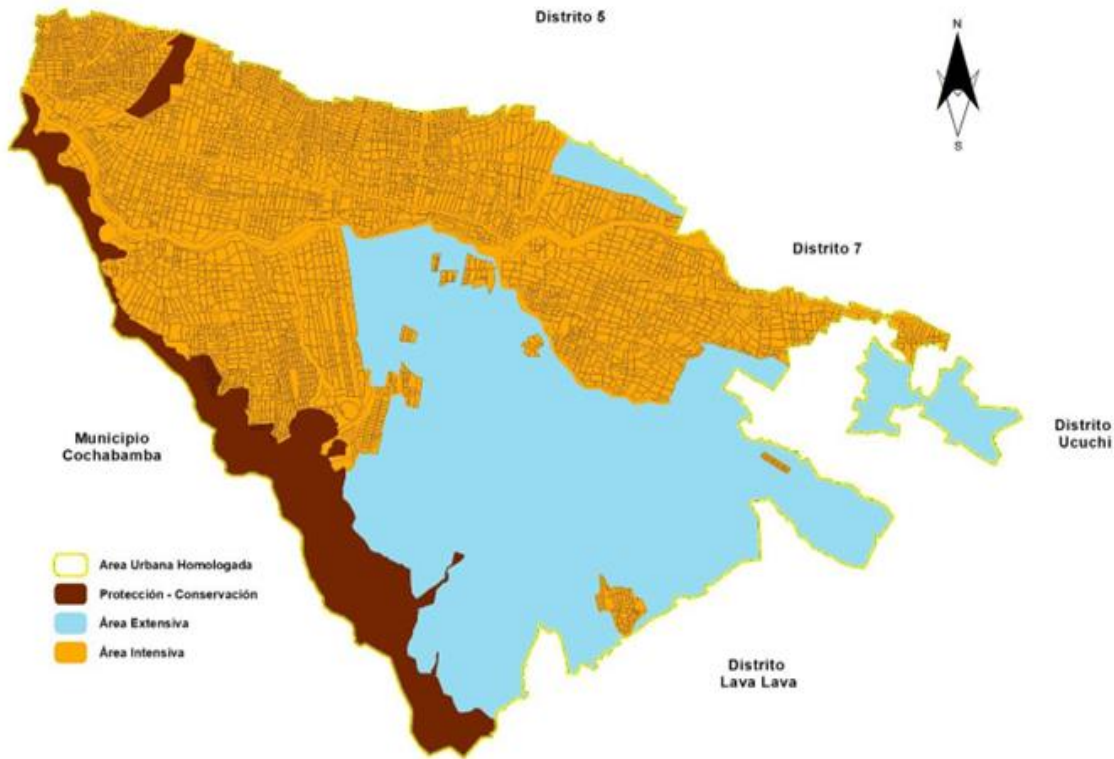 Distrito 5
N
S
Distrito 7
Municipio
Cochabamba
Distrito
Ucuchi
Area Urbana Homologada
Protección - Conservación
Área Extensiva
Área Intensiva
Distrito
Lava Lava